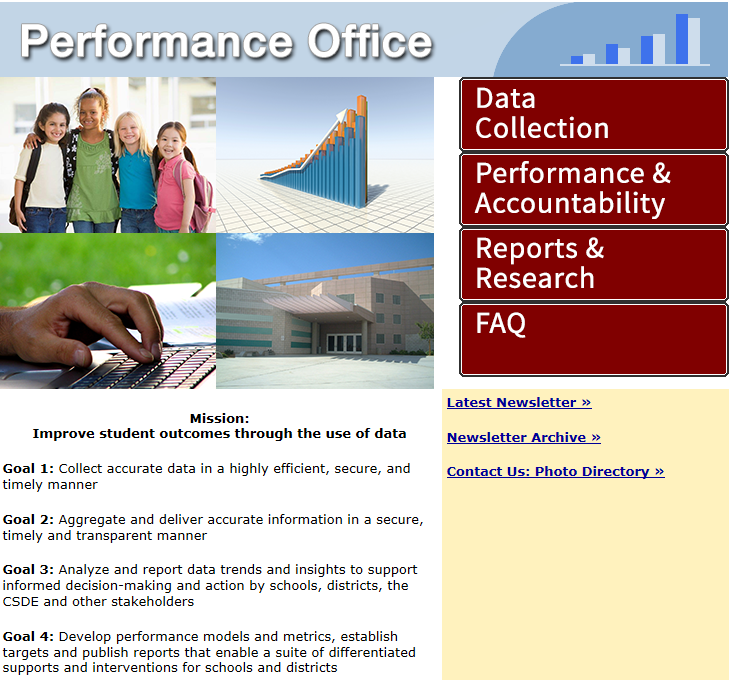 Performance Office
Data
Collection
Performance &
Accountability
Reports &
Research
FAQ
Mission:
Improve student outcomes through the use of data
Goal 1: Collect accurate data in a highly efficient, secure, and
timely manner
Goal 2: Aggregate and deliver accurate information in a secure,
timely and transparent manner
Goal 3: Analyze and report data trends and insights to support
informed decision-making and action by schools, districts, the
CSDE and other stakeholders
Goal 4: Develop performance models and metrics, establish
targets and publish reports that enable a suite of differentiated
supports and interventions for schools and districts
Latest Newsletter »
Newsletter Archive »
Contact Us: Photo Directory »